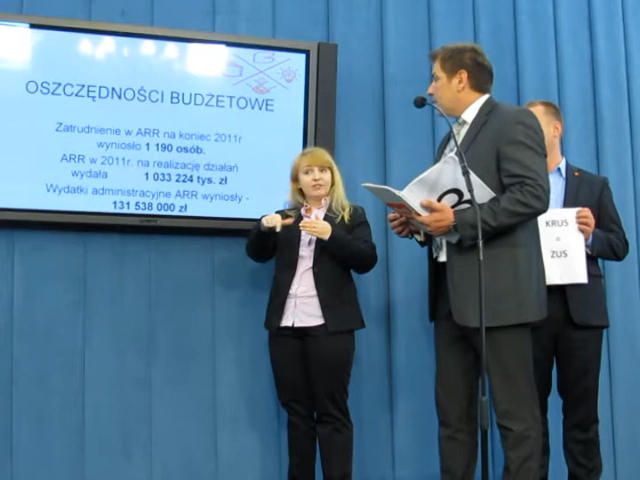 OSZCZĘDNOŚCI BUDŻETOWE
Zatrudnienie w ARR na koniec 2011r
wyniosło 1 190 osób.
ARR w 2011r. na realizację działań
wydała 1 033 224 tys. zł
Wydatki administracyjne ARR wyniosły -
131 538 000 zł
KRUS
a
ZUS